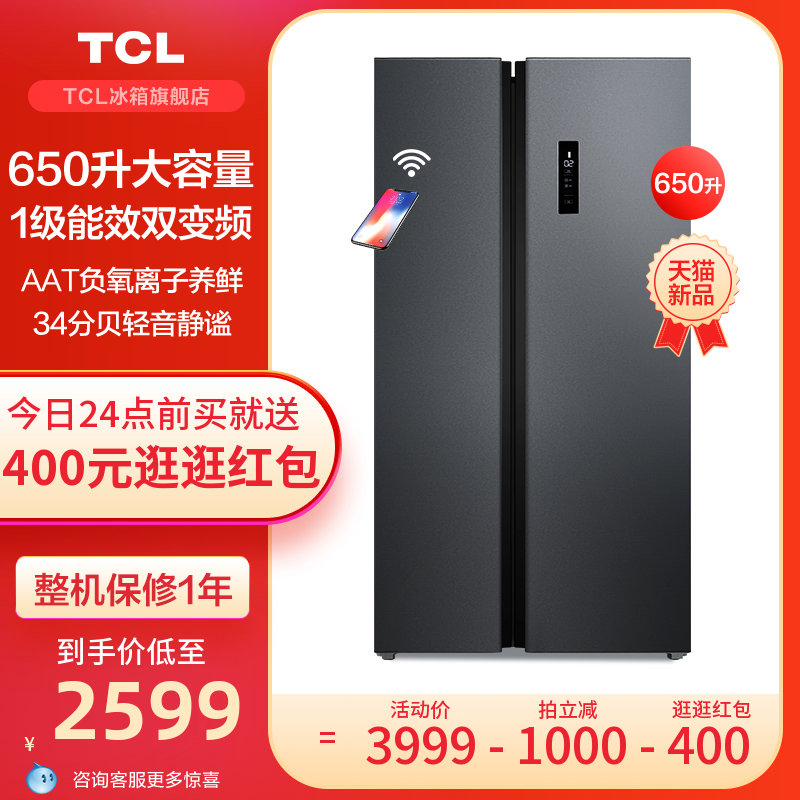 TCL
TCL冰箱旗舰店
650升大容量
1级能效双变频
AAT负氧离子养鲜
34分贝轻音静谧
今日24点前买就送
400元逛逛红包
整机保修1年
到手价低至
¥2599
咨询客服更多惊喜
02
650升
天猫
新品
活动价 拍立减 逛逛红包
= 3999 - 1000 - 400